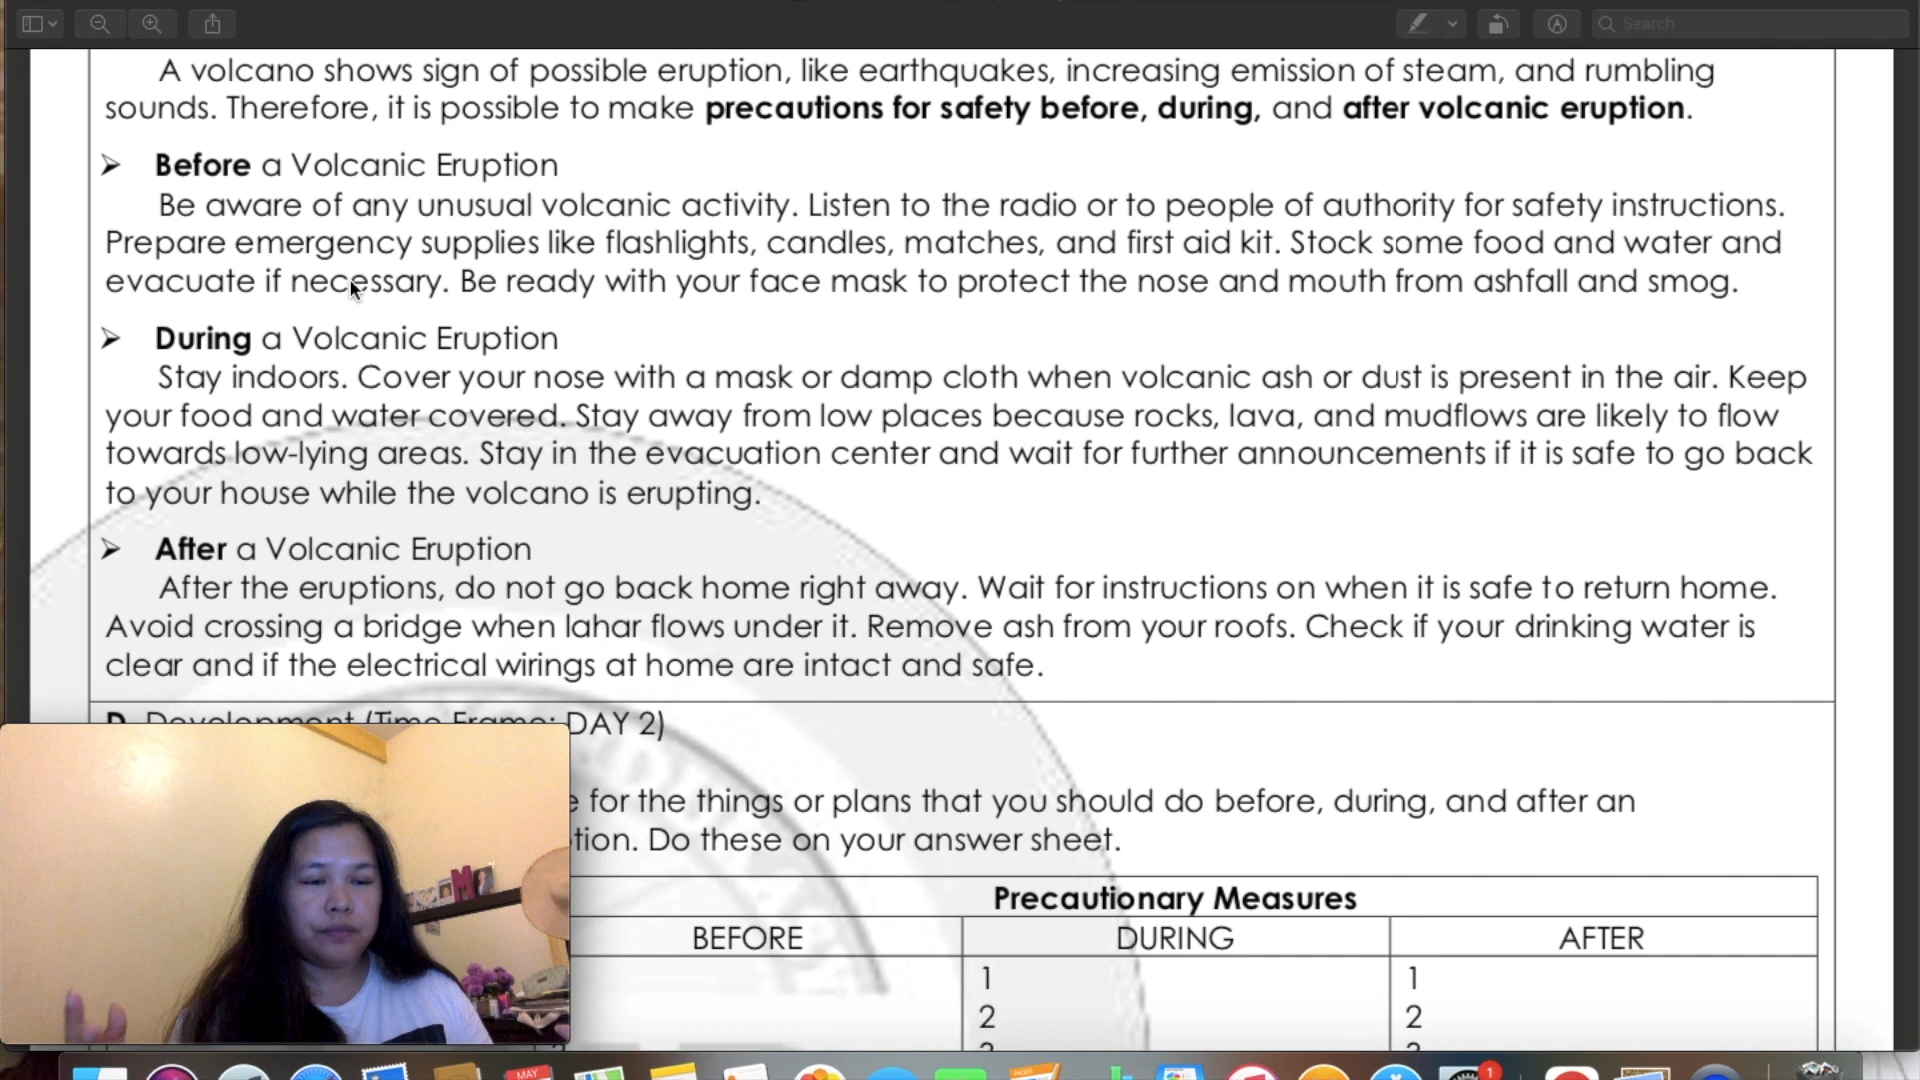 Search
A volcano shows sign of possible eruption, like earthquakes, increasing emission of steam, and rumbling
sounds. Therefore, it is possible to make precautions for safety before, during, and after volcanic eruption.
➢ Before a Volcanic Eruption
Be aware of any unusual volcanic activity. Listen to the radio or to people of authority for safety instructions.
Prepare emergency supplies like flashlights, candles, matches, and first aid kit. Stock some food and water and
evacuate if necessary. Be ready with your face mask to protect the nose and mouth from ashfall and smog.
➢ During a Volcanic Eruption
Stay indoors. Cover your nose with a mask or damp cloth when volcanic ash or dust is present in the air. Keep
your food and water covered. Stay away from low places because rocks, lava, and mudflows are likely to flow
towards low-lying areas. Stay in the evacuation center and wait for further announcements if it is safe to go back
to your house while the volcano is erupting.
➢ After a Volcanic Eruption
After the eruptions, do not go back home right away. Wait for instructions on when it is safe to return home.
Avoid crossing a bridge when lahar flows under it. Remove ash from your roofs. Check if your drinking water is
clear and if the electrical wirings at home are intact and safe.
D. Development (Time Frame: DAY 2)
for the things or plans that you should do before, during, and after an
Do these on your answer sheet.
Precautionary Measures
BEFORE DURING AFTER
1 1
2 2
MAY
1